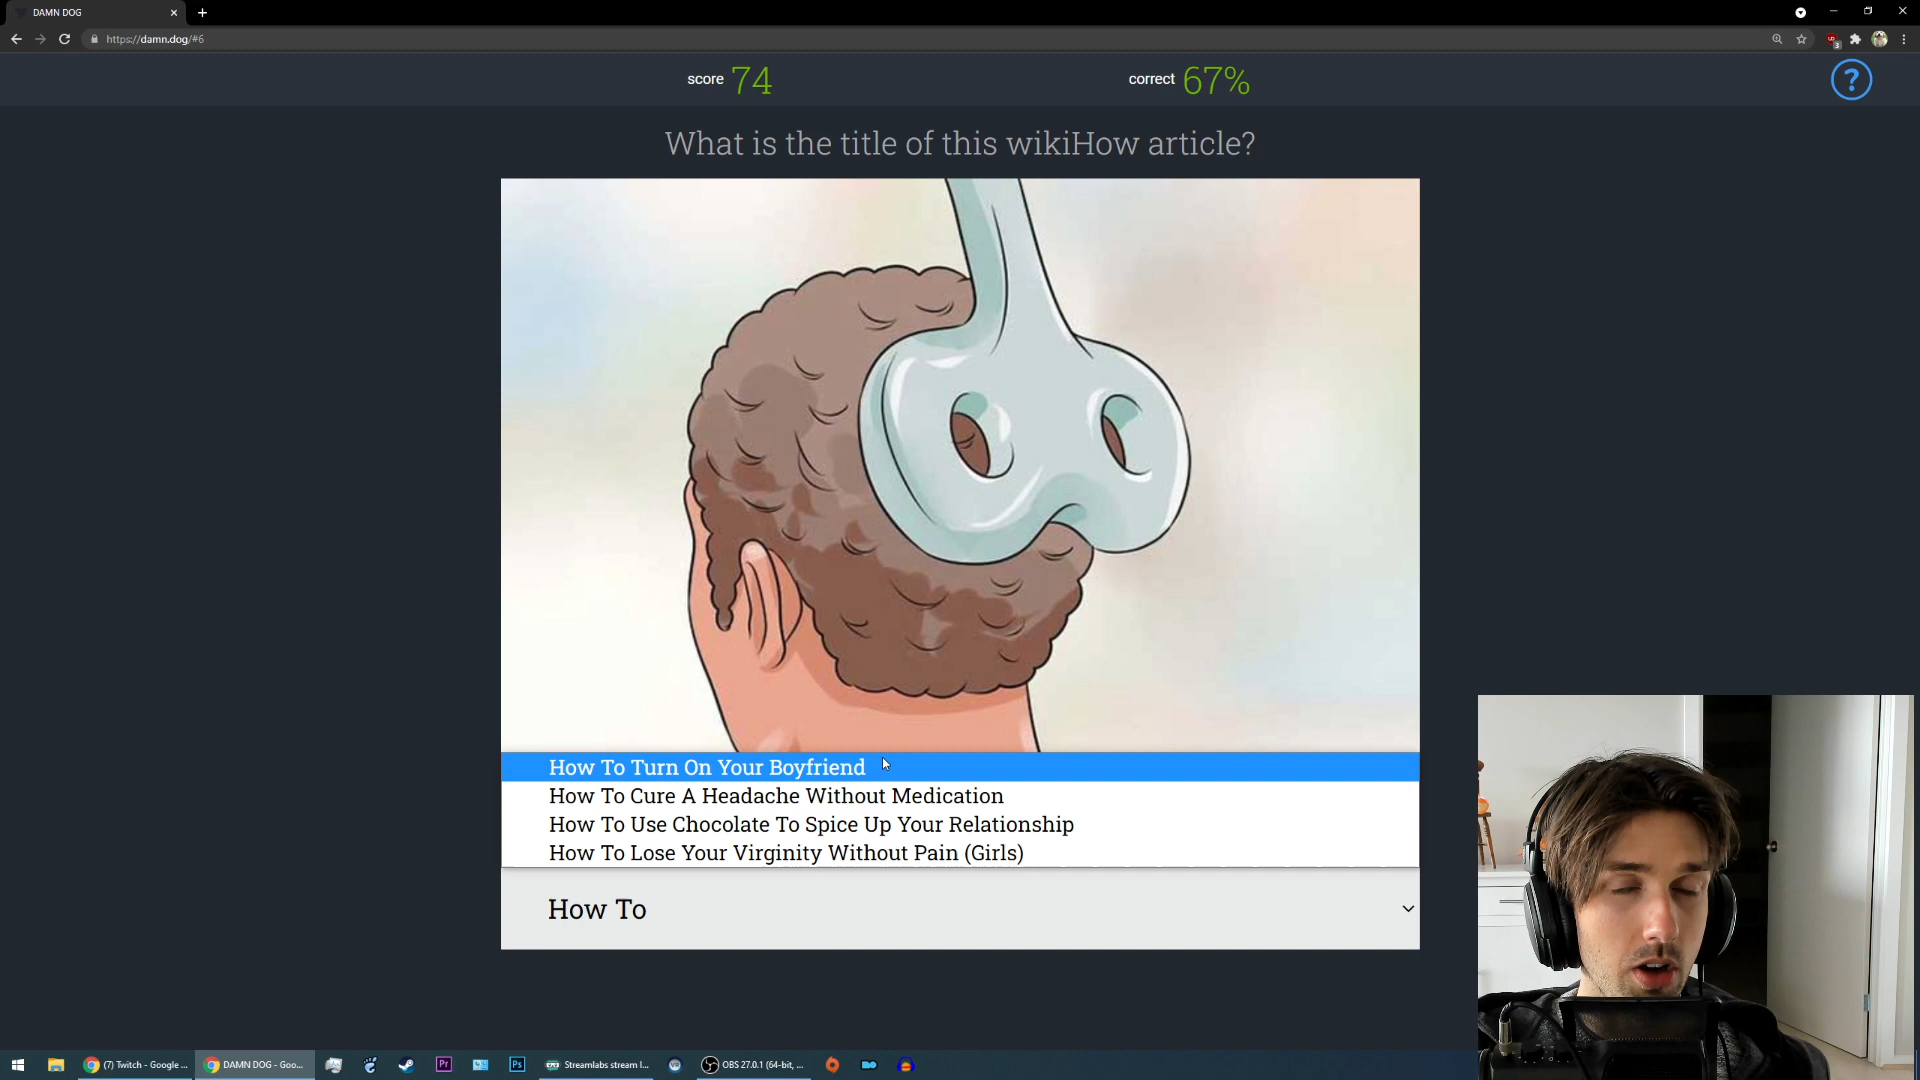 DAMN DOG
https://damn.dog/#6
score 74
correct 67%
?
What is the title of this wikiHow article?
How To Turn On Your Boyfriend
How To Cure A Headache Without Medication
How To Use Chocolate To Spice Up Your Relationship
How To Lose Your Virginity Without Pain (Girls)
How To
(7) Twitch - Google ...
DAMN DOG - Goo...
Pr
Ps
Streamlabs stream l...
OBS 27.0.1 (64-bit, ...